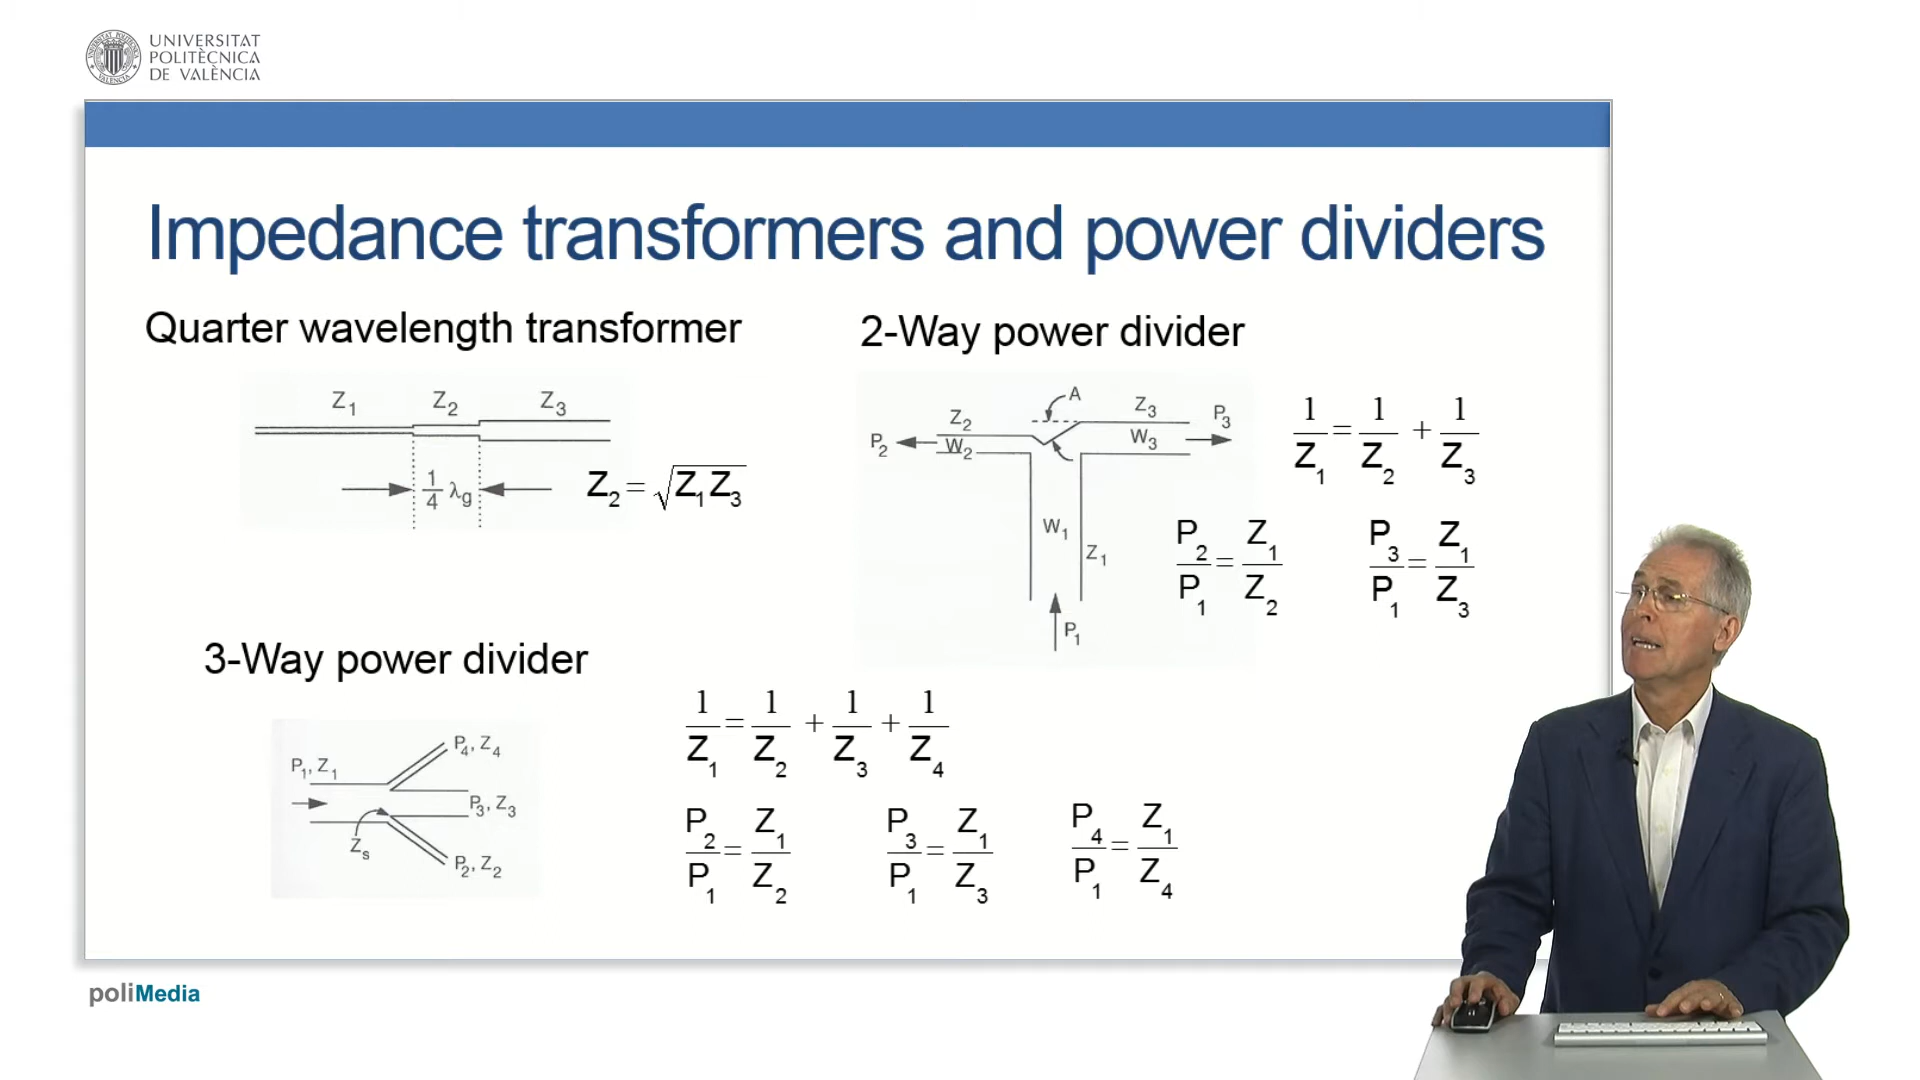 UNIVERSITAT
POLITÈCNICA
DE VALÈNCIA
Impedance transformers and power dividers
Quarter wavelength transformer
Z1 Z2 Z3
1/4 λg
Z2 = √Z1Z3
2-Way power divider
A
Z2 Z3
P2 W2 W3 P3
W1
Z1
P1
1/Z1 = 1/Z2 + 1/Z3
P2/P1 = Z1/Z2
P3/P1 = Z1/Z3
3-Way power divider
P1, Z1
P4, Z4
P3, Z3
Zs
P2, Z2
1/Z1 = 1/Z2 + 1/Z3 + 1/Z4
P2/P1 = Z1/Z2
P3/P1 = Z1/Z3
P4/P1 = Z1/Z4
poliMedia